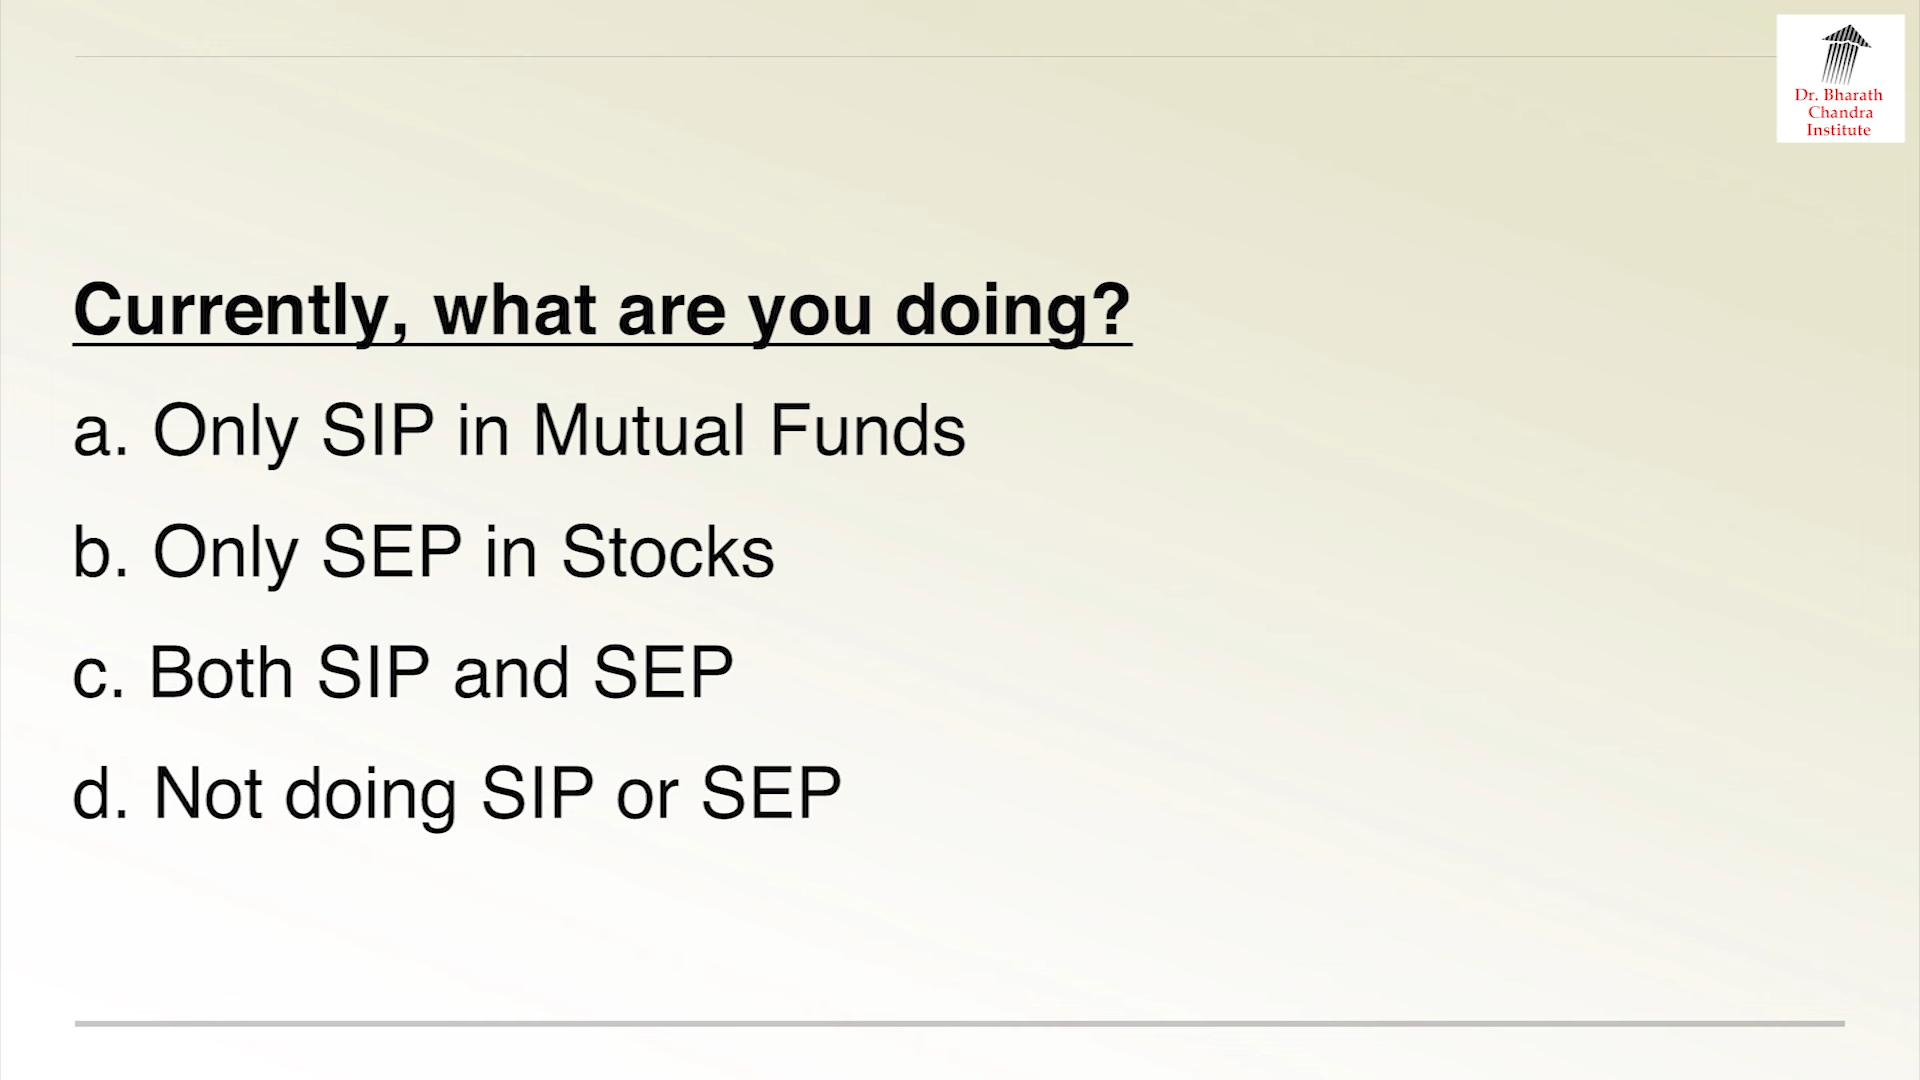 Dr. Bharath
Chandra
Institute
Currently, what are you doing?
a. Only SIP in Mutual Funds
b. Only SEP in Stocks
c. Both SIP and SEP
d. Not doing SIP or SEP